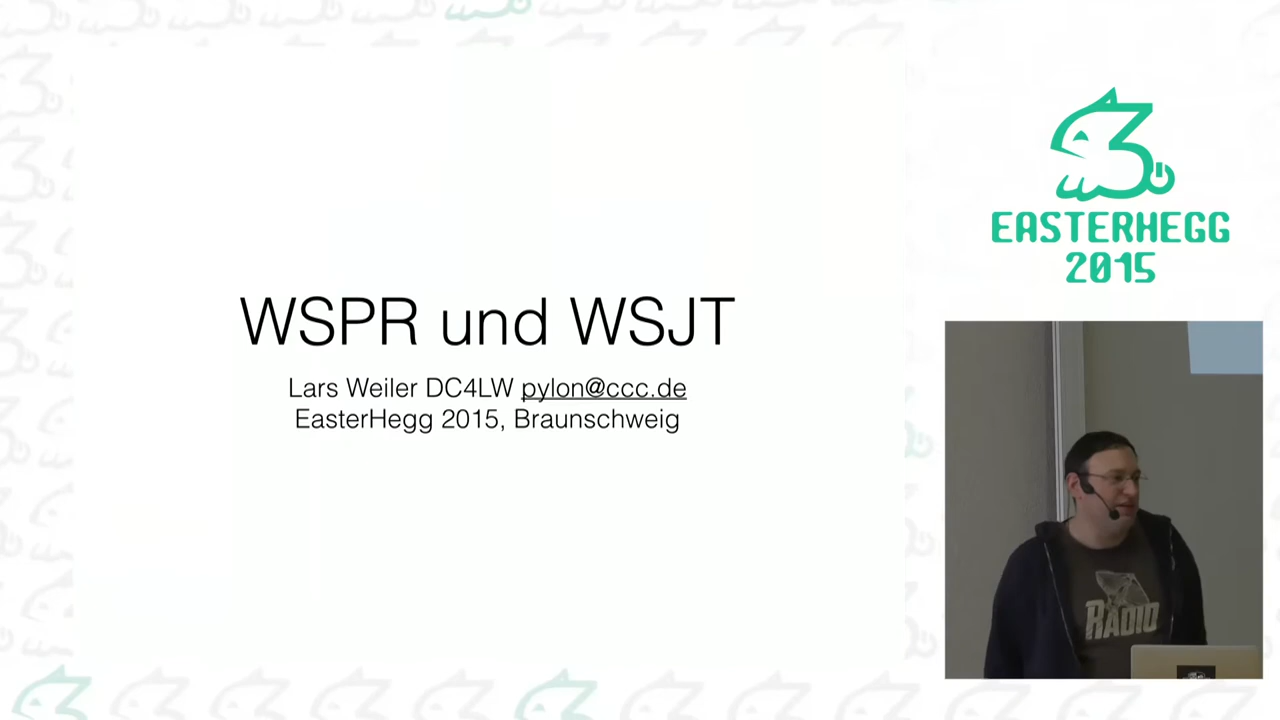 WSPR und WSJT
Lars Weiler DC4LW pylon@ccc.de
EasterHegg 2015, Braunschweig
EASTERHEGG
2015
RADIO